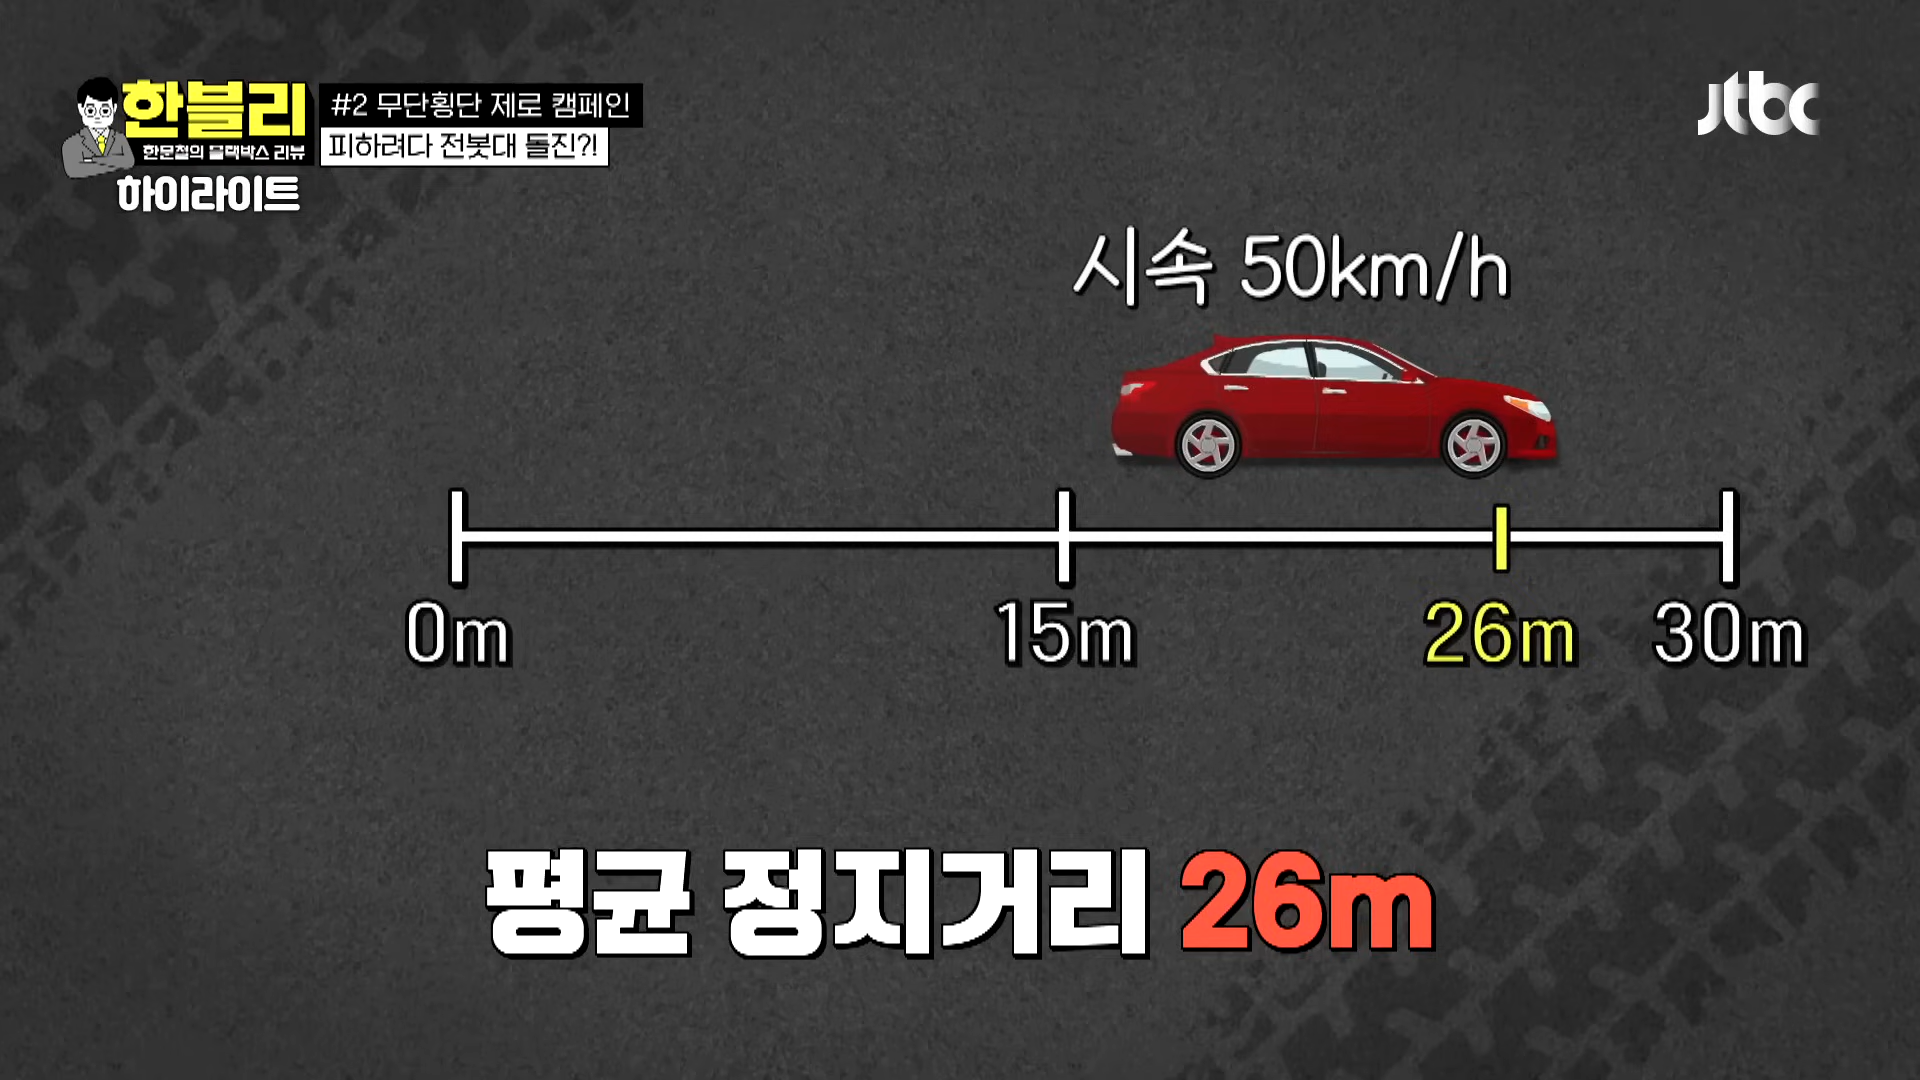 한블리
한문철의 블랙박스 리뷰
하이라이트
#2 무단횡단 제로 캠페인
피하려다 전봇대 돌진?!
jtbc
시속 50km/h
0m 15m 26m 30m
평균 정지거리 26m